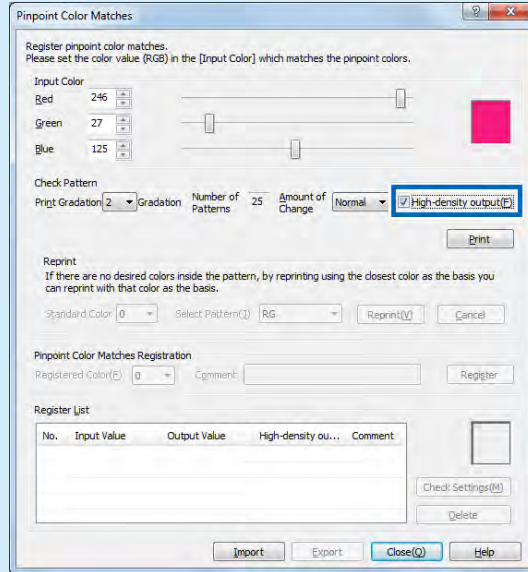 Pinpoint Color Matches
Register pinpoint color matches.
Please set the color value (RGB) in the [Input Color] which matches the pinpoint colors.
Input Color
Red 246
Green 27
Blue 125
Check Pattern
Print Gradation 2 Gradation Number of Patterns 25 Amount of Change Normal High-density output(F)
Print
Reprint
If there are no desired colors inside the pattern, by reprinting using the closest color as the basis you
can reprint with that color as the basis.
Standard Color 0 Select Pattern(J) RG Reprint(V) Cancel
Pinpoint Color Matches Registration
Registered Color(E) 0 Comment Register
Register List
No. Input Value Output Value High-density ou... Comment
Check Settings(M)
Delete
Import Export Close(Q) Help